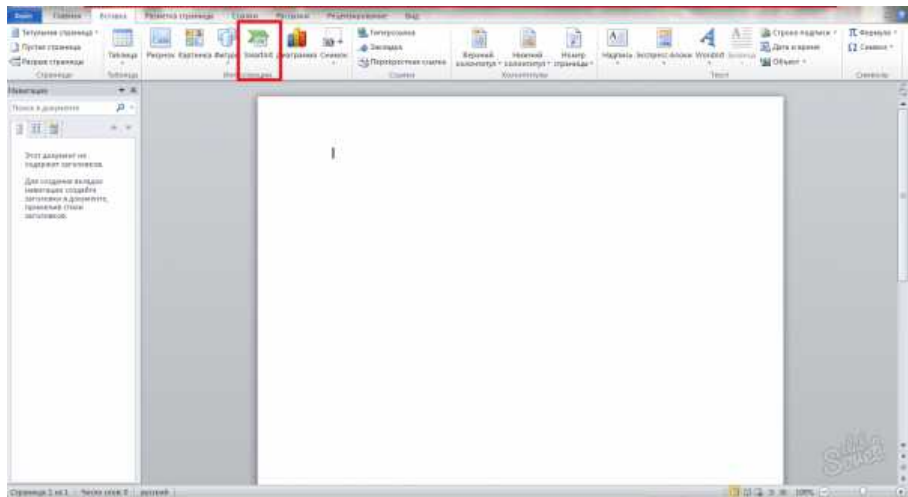 Файл Главная Вставка Разметка страницы Ссылки Рассылки Рецензирование Вид
Титульная страница
Пустая страница
Разрыв страницы
Страницы
Таблица
Таблицы
Рисунок Картинка Фигуры SmartArt Диаграмма Снимок
Иллюстрации
Гиперссылка
Закладка
Перекрестная ссылка
Ссылки
Верхний колонтитул
Нижний колонтитул
Номер страницы
Колонтитулы
Надпись Экспресс-блоки WordArt Буквица
Строка подписи
Дата и время
Объект
Текст
Формула
Символ
Символы
Навигация
Поиск в документе
Этот документ не
содержит заголовков.
Для создания вкладок
навигации создайте
заголовки в документе,
применив стили
заголовков.
Страница: 1 из 1 Число слов: 0 русский
100%